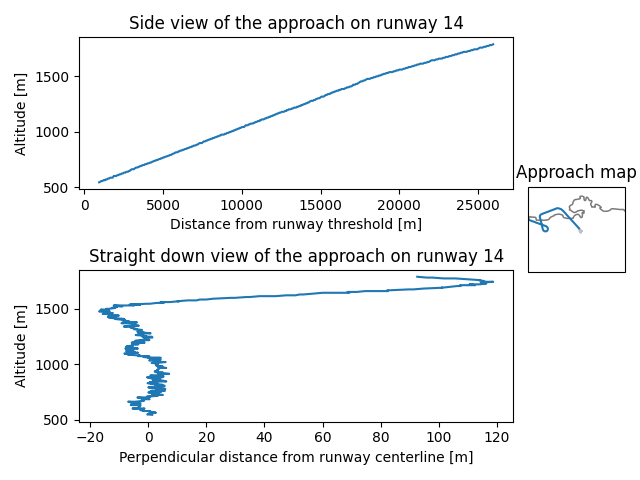 Side view of the approach on runway 14
Altitude [m]
1500
1000
500
0
5000
10000
15000
20000
25000
Distance from runway threshold [m]
Approach map
Straight down view of the approach on runway 14
Altitude [m]
1500
1000
500
−20
0
20
40
60
80
100
120
Perpendicular distance from runway centerline [m]